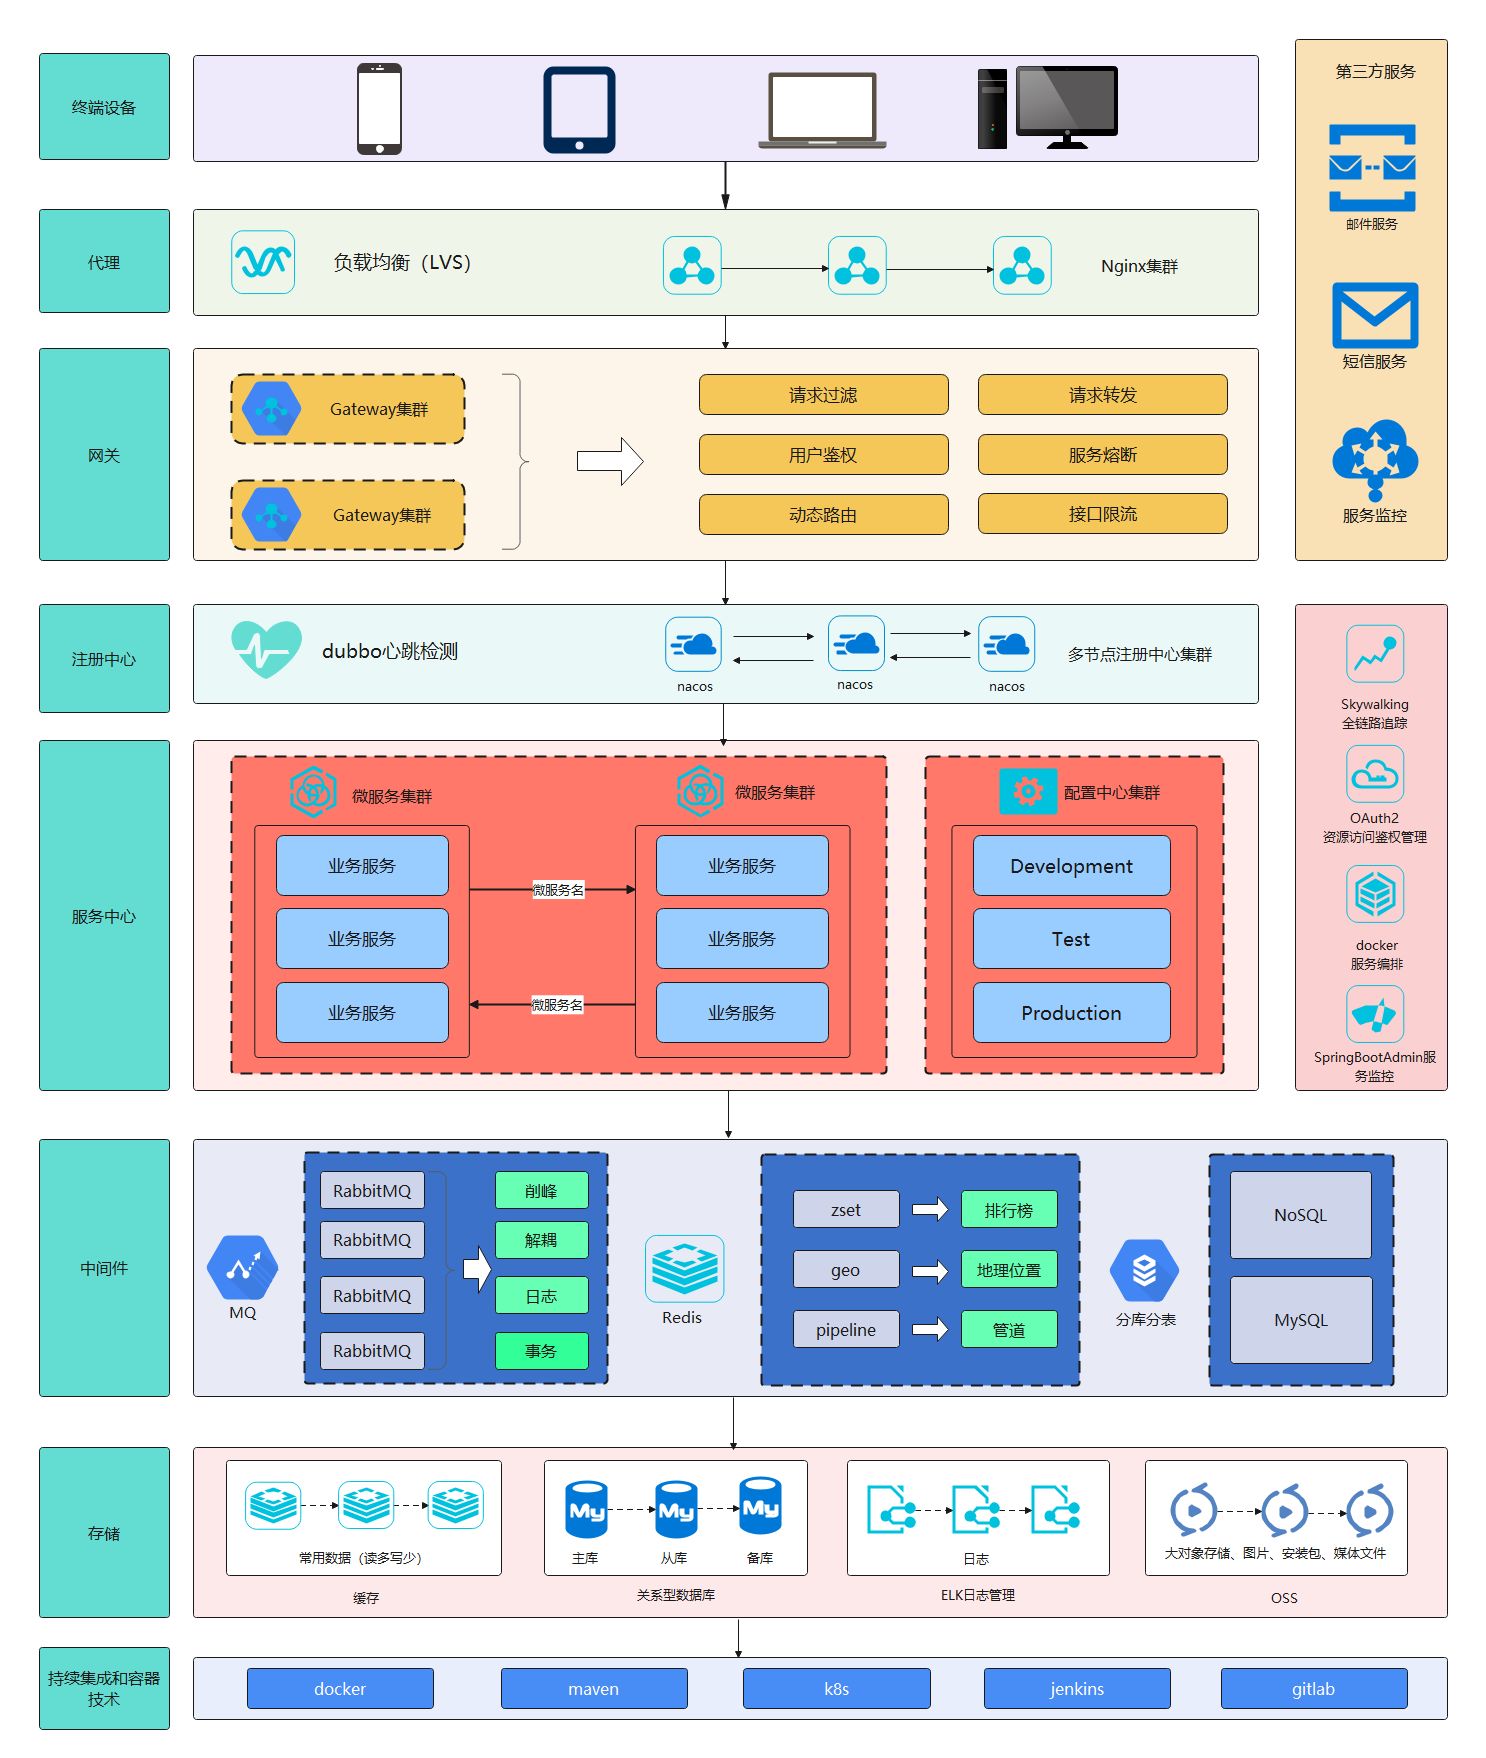 终端设备
第三方服务
邮件服务
短信服务
服务监控
代理
负载均衡（LVS）
Nginx集群
网关
Gateway集群
Gateway集群
请求过滤
请求转发
用户鉴权
服务熔断
动态路由
接口限流
注册中心
dubbo心跳检测
nacos
nacos
nacos
多节点注册中心集群
Skywalking
全链路追踪
OAuth2
资源访问鉴权管理
docker
服务编排
SpringBootAdmin服
务监控
服务中心
微服务集群
微服务集群
配置中心集群
业务服务
业务服务
业务服务
微服务名
微服务名
业务服务
业务服务
业务服务
Development
Test
Production
中间件
MQ
RabbitMQ
RabbitMQ
RabbitMQ
RabbitMQ
削峰
解耦
日志
事务
Redis
zset
排行榜
geo
地理位置
pipeline
管道
分库分表
NoSQL
MySQL
存储
常用数据（读多写少）
缓存
My
My
My
主库
从库
备库
关系型数据库
日志
ELK日志管理
大对象存储、图片、安装包、媒体文件
OSS
持续集成和容器
技术
docker
maven
k8s
jenkins
gitlab